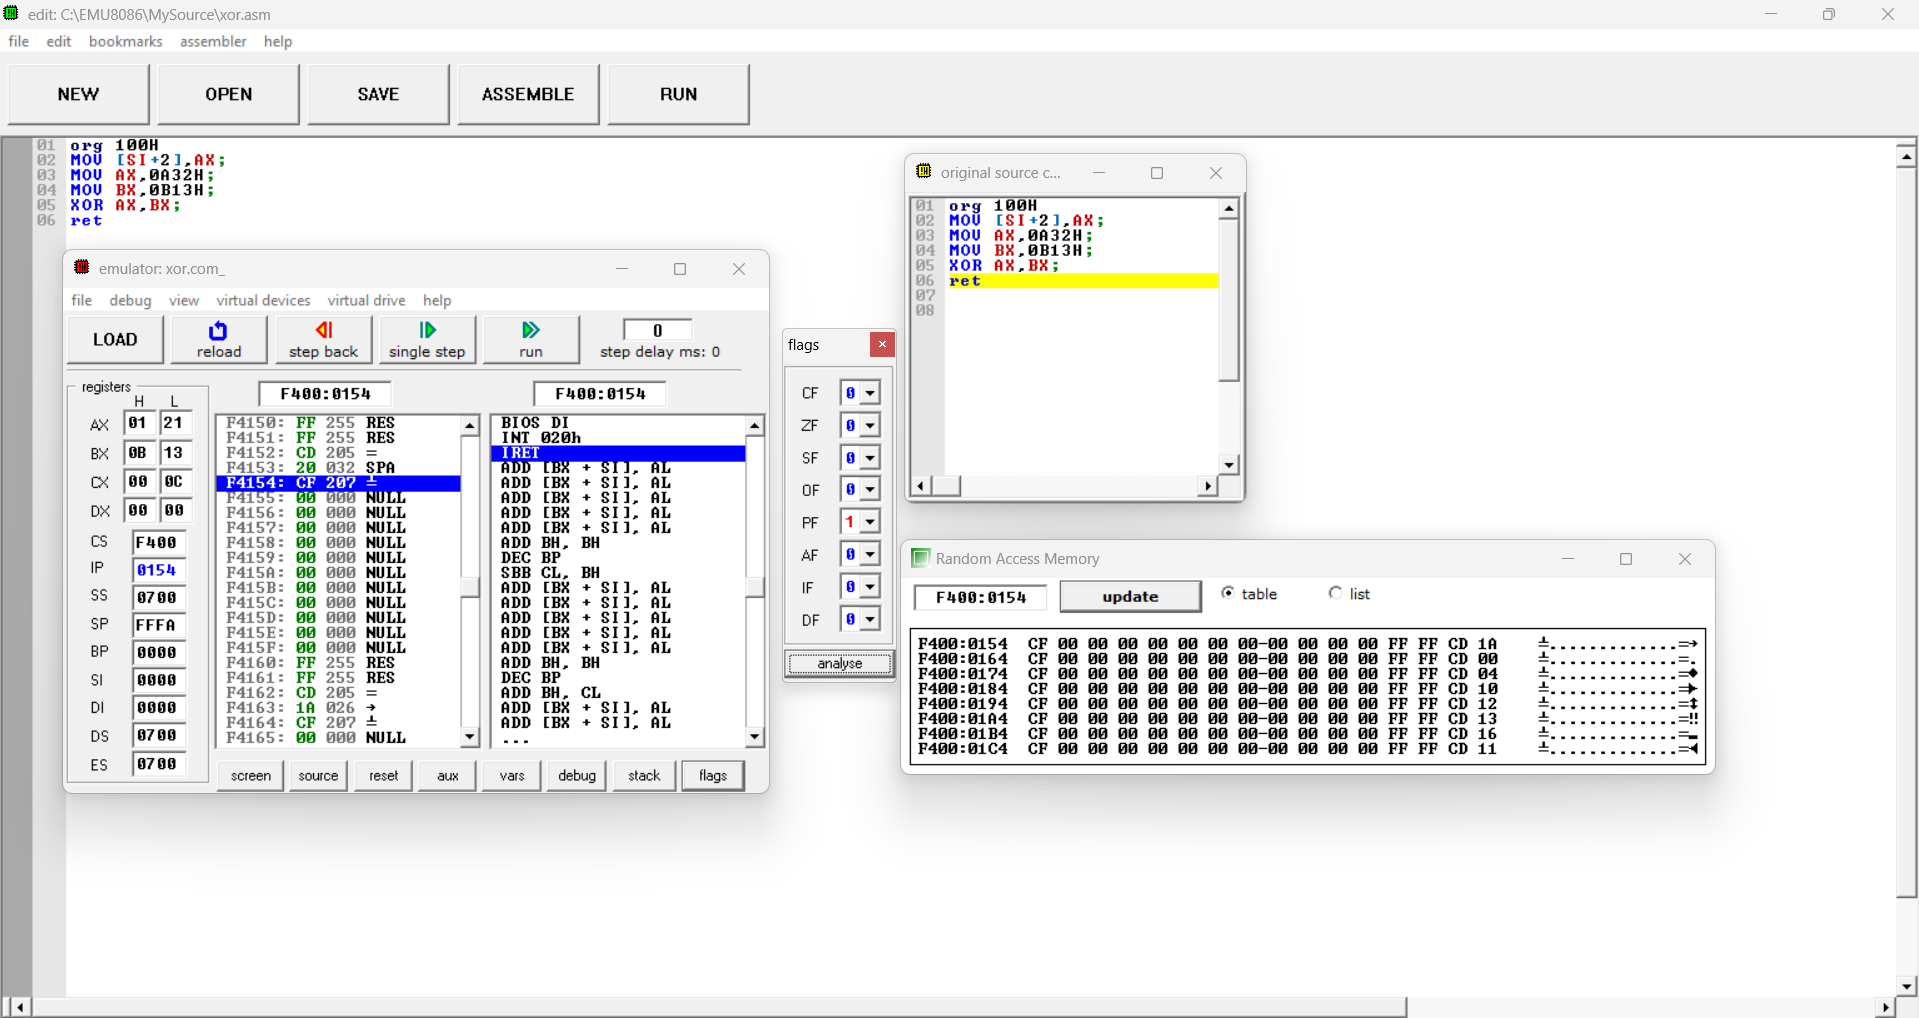 edit: C:\EMU8086\MySource\xor.asm
file edit bookmarks assembler help
NEW OPEN SAVE ASSEMBLE RUN
01 org 100H
02 MOV [SI+2],AX;
03 MOV AX,0A32H;
04 MOV BX,0B13H;
05 XOR AX,BX;
06 ret
emulator: xor.com_
file debug view virtual devices virtual drive help
LOAD reload step back single step run 0
step delay ms: 0
registers
H L
AX 01 21
BX 0B 13
CX 00 0C
DX 00 00
CS F400
IP 0154
SS 0700
SP FFFA
BP 0000
SI 0000
DI 0000
DS 0700
ES 0700
F400:0154
F4150: FF 255 RES
F4151: FF 255 RES
F4152: CD 205 =
F4153: 20 032 SPA
F4154: CF 207 ╧
F4155: 00 000 NULL
F4156: 00 000 NULL
F4157: 00 000 NULL
F4158: 00 000 NULL
F4159: 00 000 NULL
F415A: 00 000 NULL
F415B: 00 000 NULL
F415C: 00 000 NULL
F415D: 00 000 NULL
F415E: 00 000 NULL
F415F: 00 000 NULL
F4160: FF 255 RES
F4161: FF 255 RES
F4162: CD 205 =
F4163: 1A 026 →
F4164: CF 207 ╧
F4165: 00 000 NULL
F400:0154
BIOS DI
INT 020h
IRET
ADD [BX + SI], AL
ADD [BX + SI], AL
ADD [BX + SI], AL
ADD [BX + SI], AL
ADD [BX + SI], AL
ADD BH, BH
DEC BP
SBB CL, BH
ADD [BX + SI], AL
ADD [BX + SI], AL
ADD [BX + SI], AL
ADD [BX + SI], AL
ADD [BX + SI], AL
ADD BH, BH
DEC BP
ADD BH, CL
ADD [BX + SI], AL
ADD [BX + SI], AL
...
screen source reset aux vars debug stack flags
flags
CF 0
ZF 0
SF 0
OF 0
PF 1
AF 0
IF 0
DF 0
analyse
original source c...
01 org 100H
02 MOV [SI+2],AX;
03 MOV AX,0A32H;
04 MOV BX,0B13H;
05 XOR AX,BX;
06 ret
07
08
Random Access Memory
F400:0154 update table list
F400:0154 CF 00 00 00 00 00 00 00-00 00 00 00 FF FF CD 1A ╧.............=→
F400:0164 CF 00 00 00 00 00 00 00-00 00 00 00 FF FF CD 00 ╧.............=.
F400:0174 CF 00 00 00 00 00 00 00-00 00 00 00 FF FF CD 04 ╧.............=♦
F400:0184 CF 00 00 00 00 00 00 00-00 00 00 00 FF FF CD 10 ╧.............=►
F400:0194 CF 00 00 00 00 00 00 00-00 00 00 00 FF FF CD 12 ╧.............=↕
F400:01A4 CF 00 00 00 00 00 00 00-00 00 00 00 FF FF CD 13 ╧.............=‼
F400:01B4 CF 00 00 00 00 00 00 00-00 00 00 00 FF FF CD 16 ╧.............=▬
F400:01C4 CF 00 00 00 00 00 00 00-00 00 00 00 FF FF CD 11 ╧.............=◄